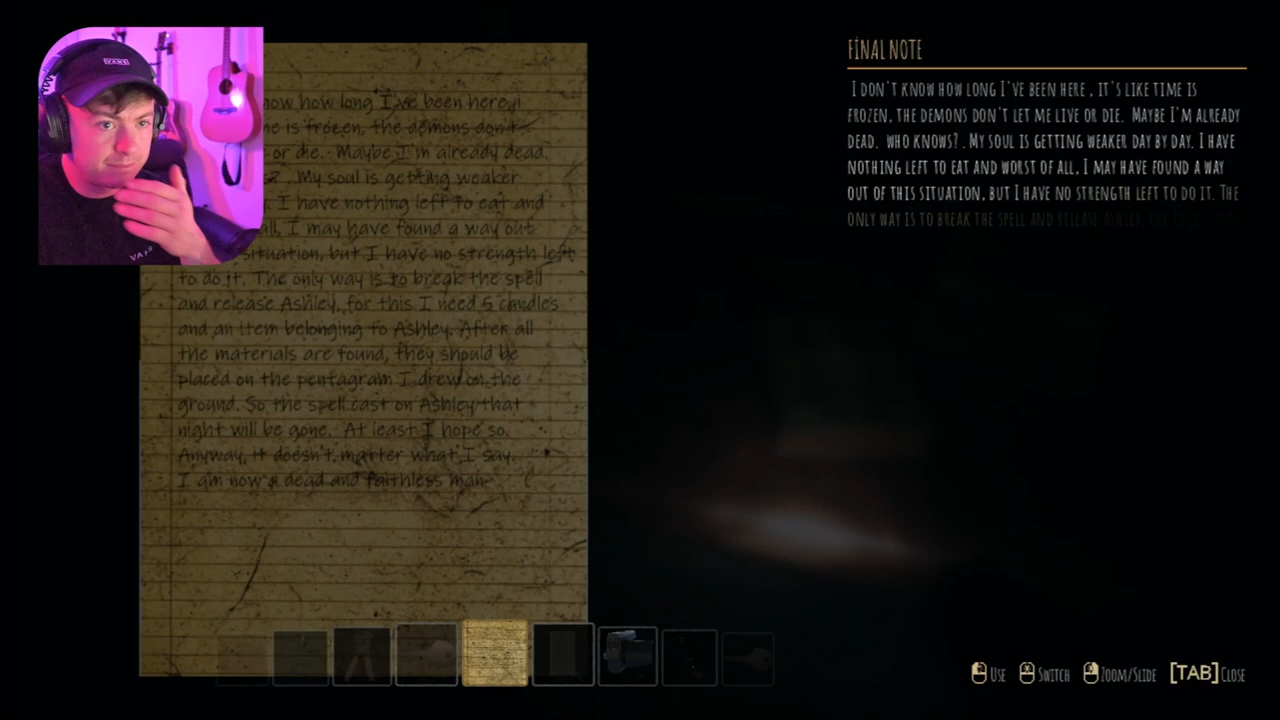 VANS
VANS
now how long I've been here, i
ne is frozen, the demons don't
or die. Maybe I'm already dead.
s? . My soul is getting weaker
. I have nothing left to eat and
all, I may have found a way out
situation, but I have no strength left
to do it. The only way is to break the spell
and release Ashley, for this I need 5 candles
and an item belonging to Ashley. After all
the materials are found, they should be
placed on the pentagram I drew on the
ground. So the spell cast on Ashley that
night will be gone. At least I hope so.
Anyway, it doesn't matter what I say.
I am now a dead and faithless man
FİNAL NOTE
I DON'T KNOW HOW LONG I'VE BEEN HERE , IT'S LIKE TIME IS
FROZEN, THE DEMONS DON'T LET ME LIVE OR DIE. MAYBE I'M ALREADY
DEAD. WHO KNOWS? . MY SOUL IS GETTING WEAKER DAY BY DAY. I HAVE
NOTHING LEFT TO EAT AND WORST OF ALL, I MAY HAVE FOUND A WAY
OUT OF THIS SITUATION, BUT I HAVE NO STRENGTH LEFT TO DO IT. THE
ONLY WAY IS TO BREAK THE SPELL AND RELEASE ASHLEY, FOR
USE SWITCH ZOOM/SLIDE [TAB] CLOSE